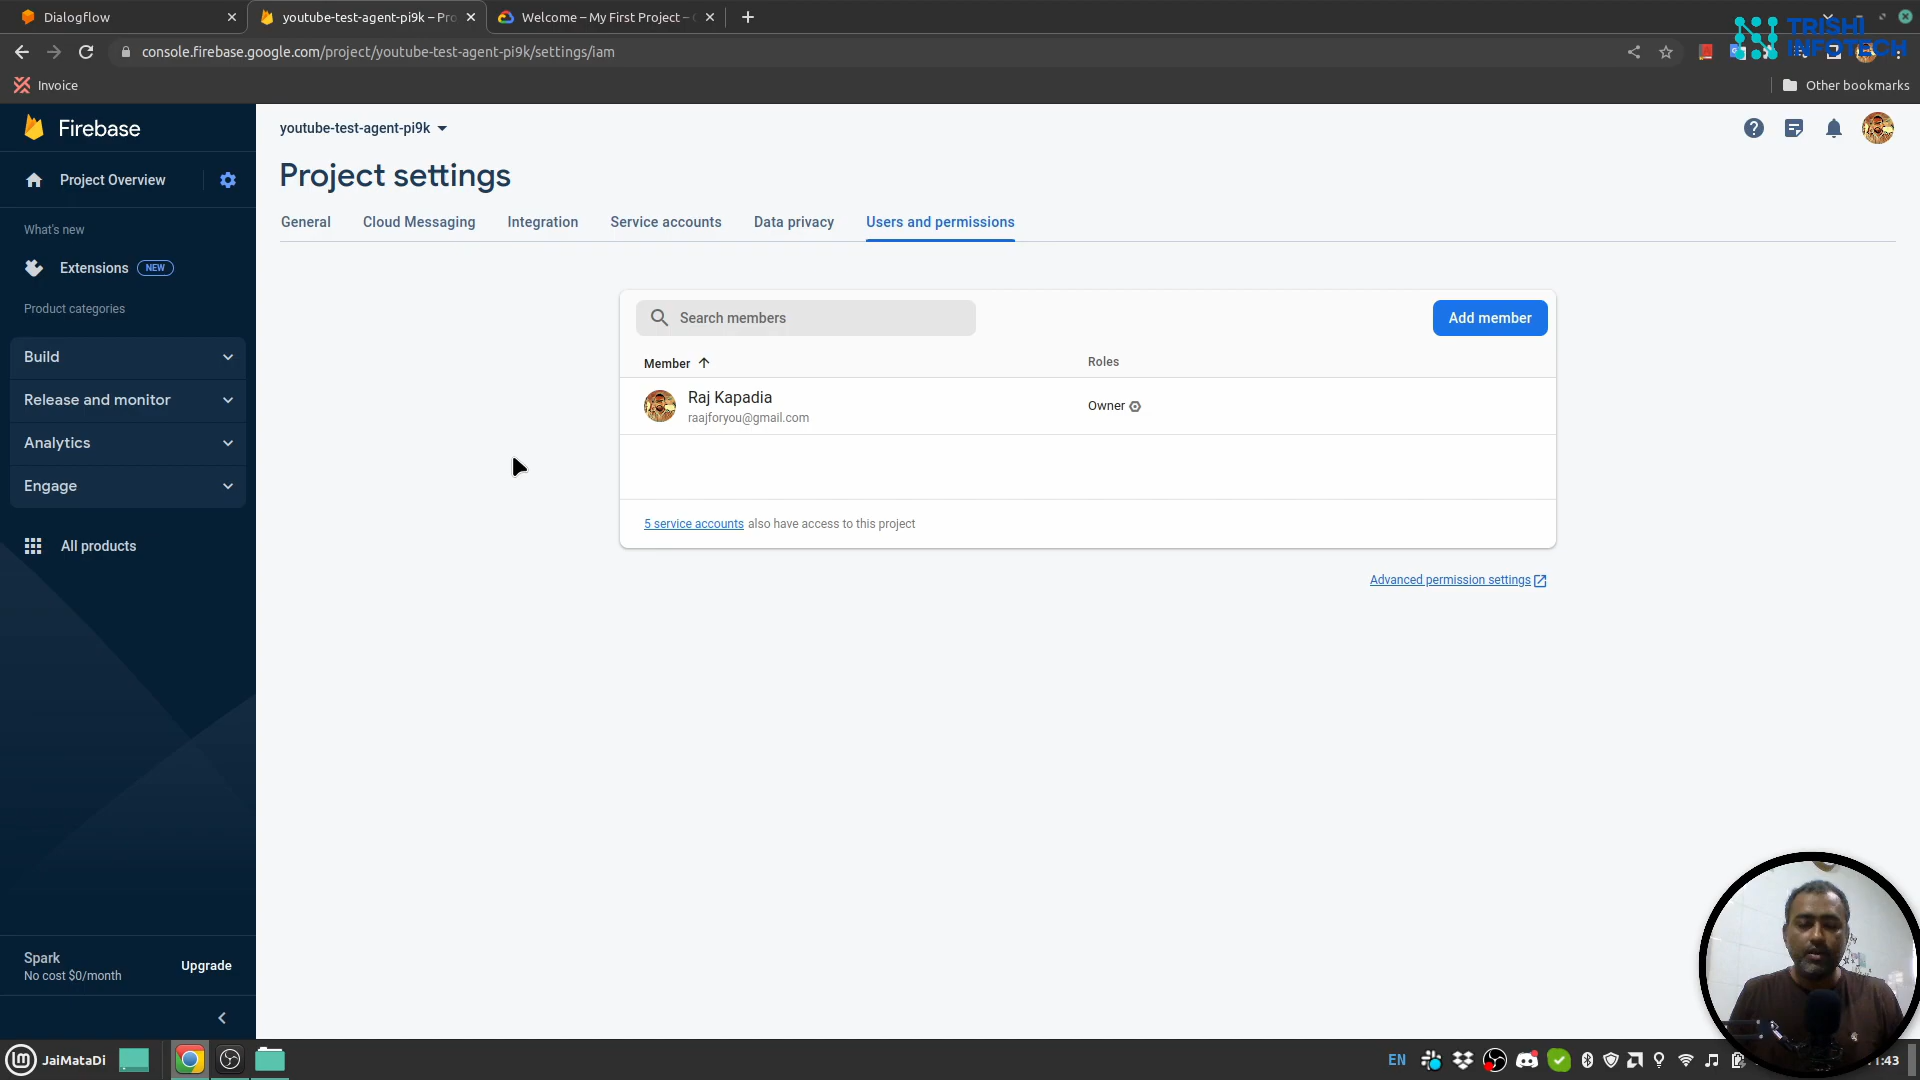 Dialogflow
youtube-test-agent-pi9k – Pro
Welcome – My First Project –
console.firebase.google.com/project/youtube-test-agent-pi9k/settings/iam
TRISHI
INFOTECH
Invoice
Other bookmarks
Firebase
youtube-test-agent-pi9k
Project Overview
Project settings
General
Cloud Messaging
Integration
Service accounts
Data privacy
Users and permissions
What's new
Extensions
NEW
Product categories
Build
Release and monitor
Analytics
Engage
All products
Search members
Add member
Member
Roles
Raj Kapadia
raajforyou@gmail.com
Owner
5 service accounts also have access to this project
Advanced permission settings
Spark
No cost $0/month
Upgrade
JaiMataDi
EN